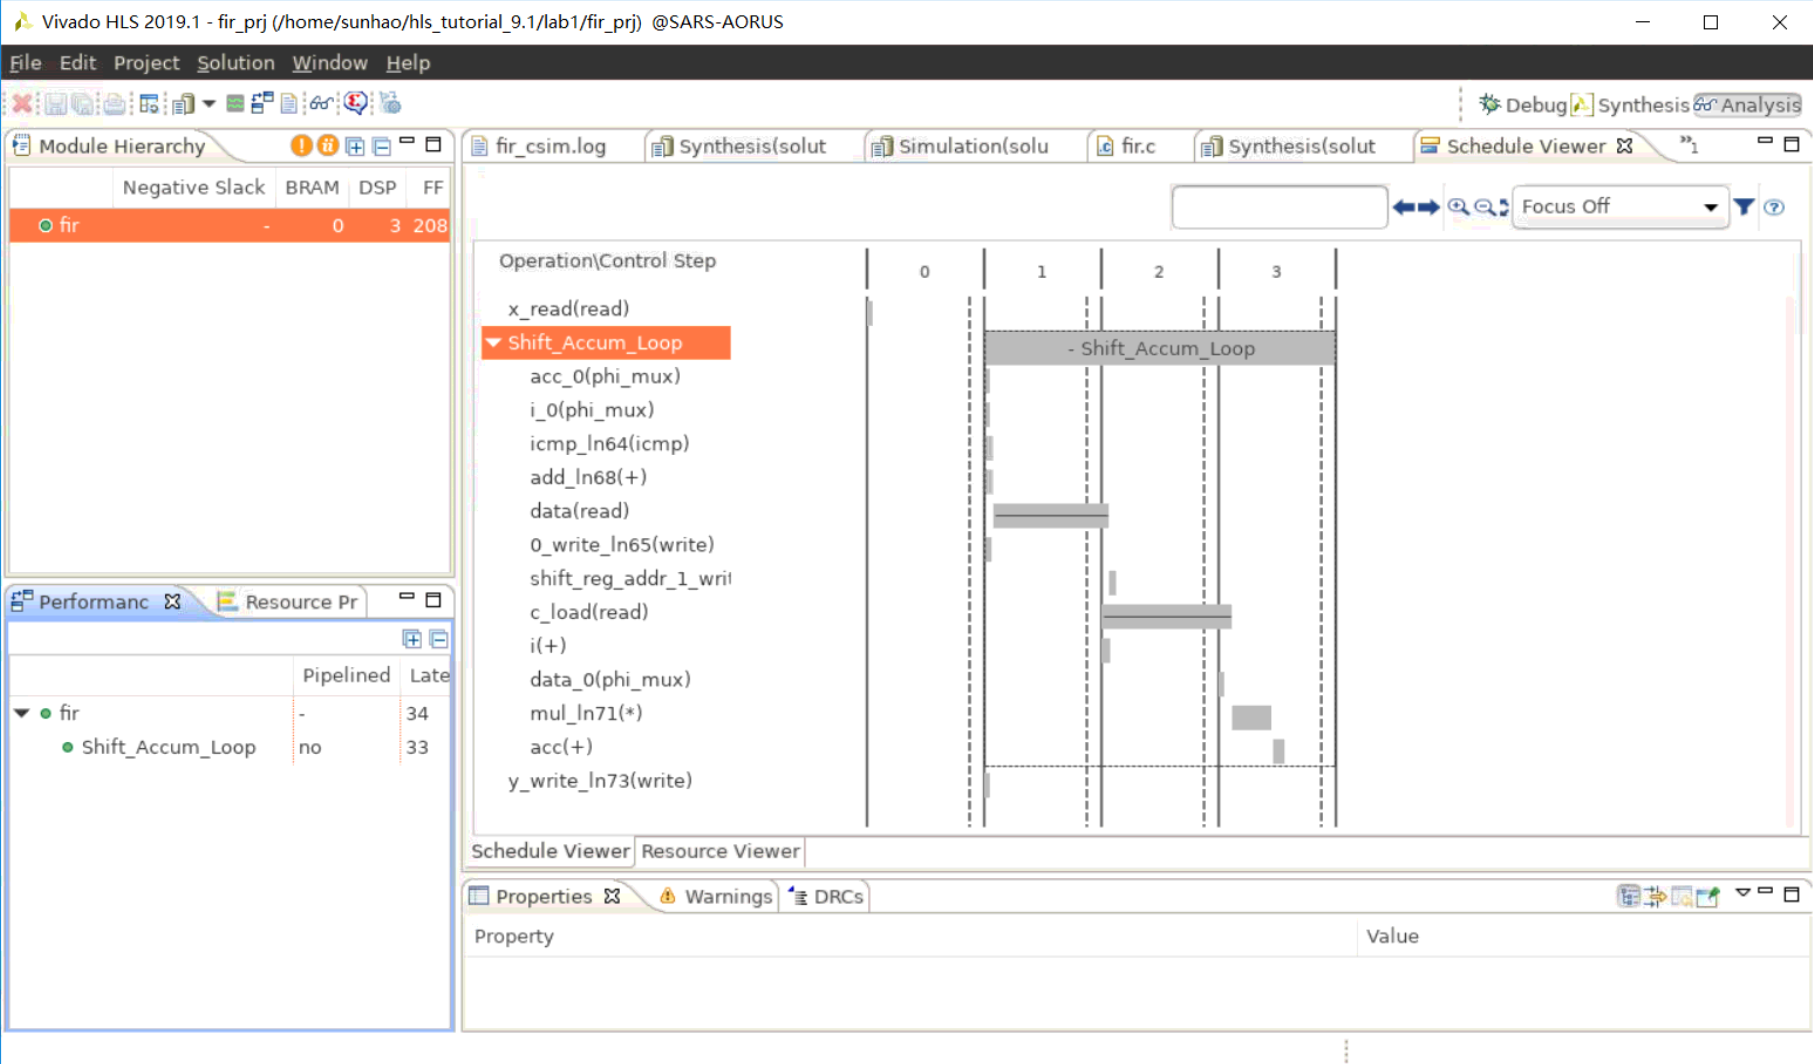 Vivado HLS 2019.1 - fir_prj (/home/sunhao/hls_tutorial_9.1/lab1/fir_prj) @SARS-AORUS
File Edit Project Solution Window Help
Debug Synthesis Analysis
Module Hierarchy
Negative Slack BRAM DSP FF
fir - 0 3 208
Performanc Resource Pr
Pipelined Late
fir - 34
Shift_Accum_Loop no 33
fir_csim.log Synthesis(solut Simulation(solu fir.c Synthesis(solut Schedule Viewer »1
Focus Off
Operation\Control Step 0 1 2 3
x_read(read)
Shift_Accum_Loop - Shift_Accum_Loop
acc_0(phi_mux)
i_0(phi_mux)
icmp_ln64(icmp)
add_ln68(+)
data(read)
0_write_ln65(write)
shift_reg_addr_1_writ
c_load(read)
i(+)
data_0(phi_mux)
mul_ln71(*)
acc(+)
y_write_ln73(write)
Schedule Viewer Resource Viewer
Properties Warnings DRCs
Property Value